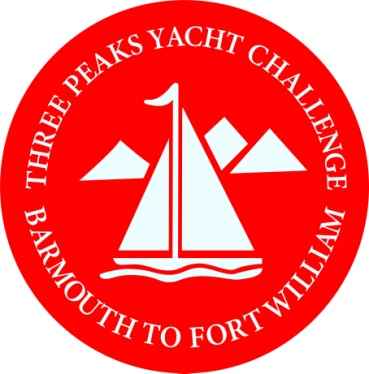 THREE PEAKS YACHT CHALLENGE
BARMOUTH TO FORT WILLIAM